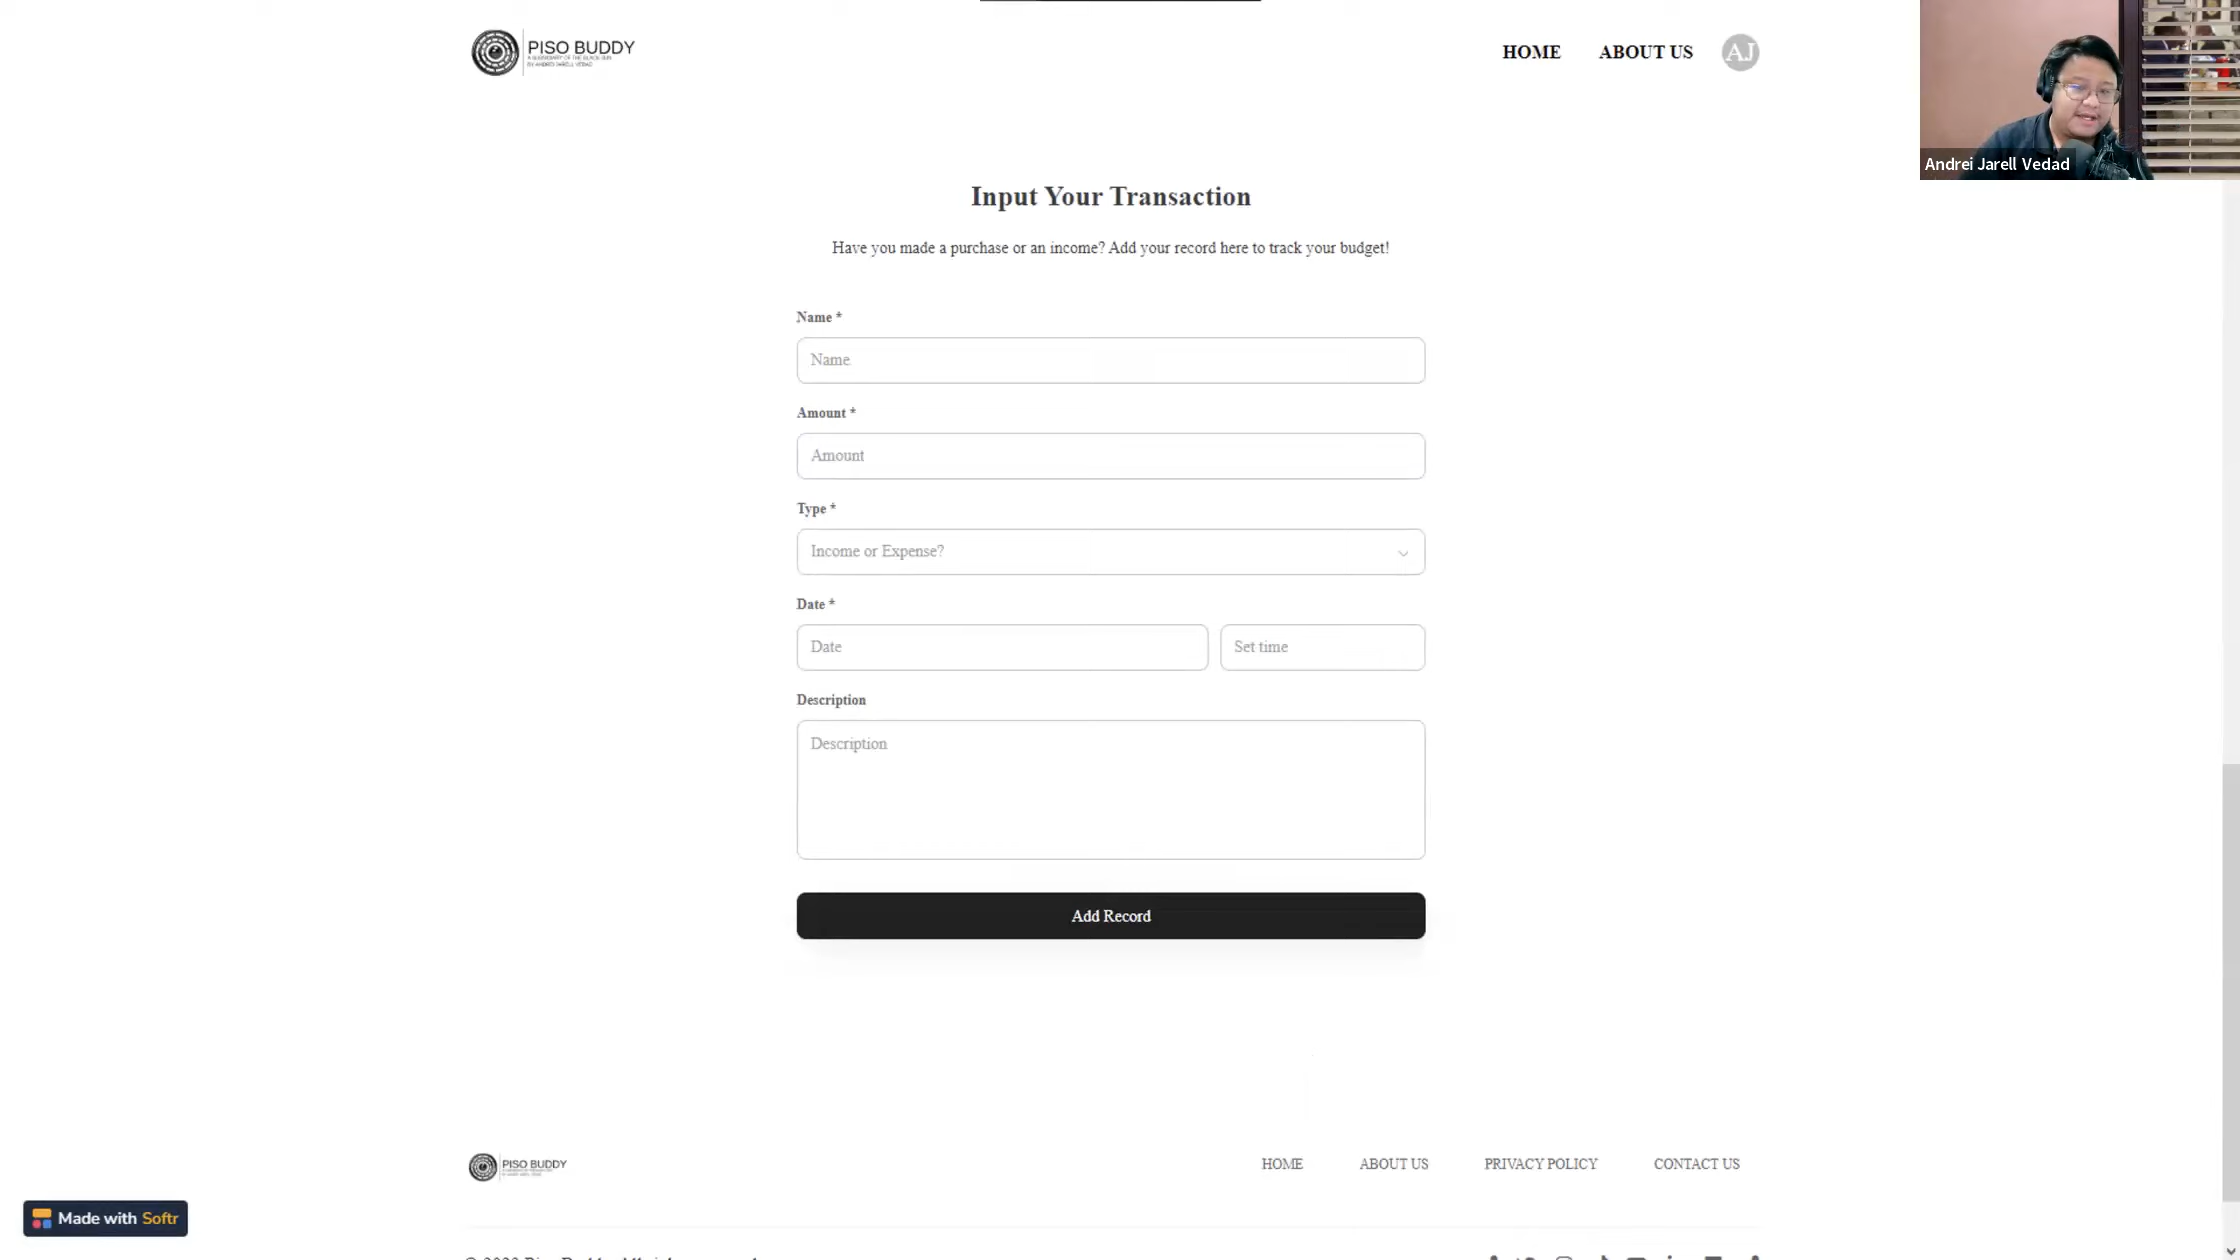 PISO BUDDY
HOME
ABOUT US
AJ
Andrei Jarell Vedad
Input Your Transaction
Have you made a purchase or an income? Add your record here to track your budget!
Name *
Name
Amount *
Amount
Type *
Income or Expense?
Date *
Date
Set time
Description
Description
Add Record
PISO BUDDY
HOME
ABOUT US
PRIVACY POLICY
CONTACT US
Made with Softr